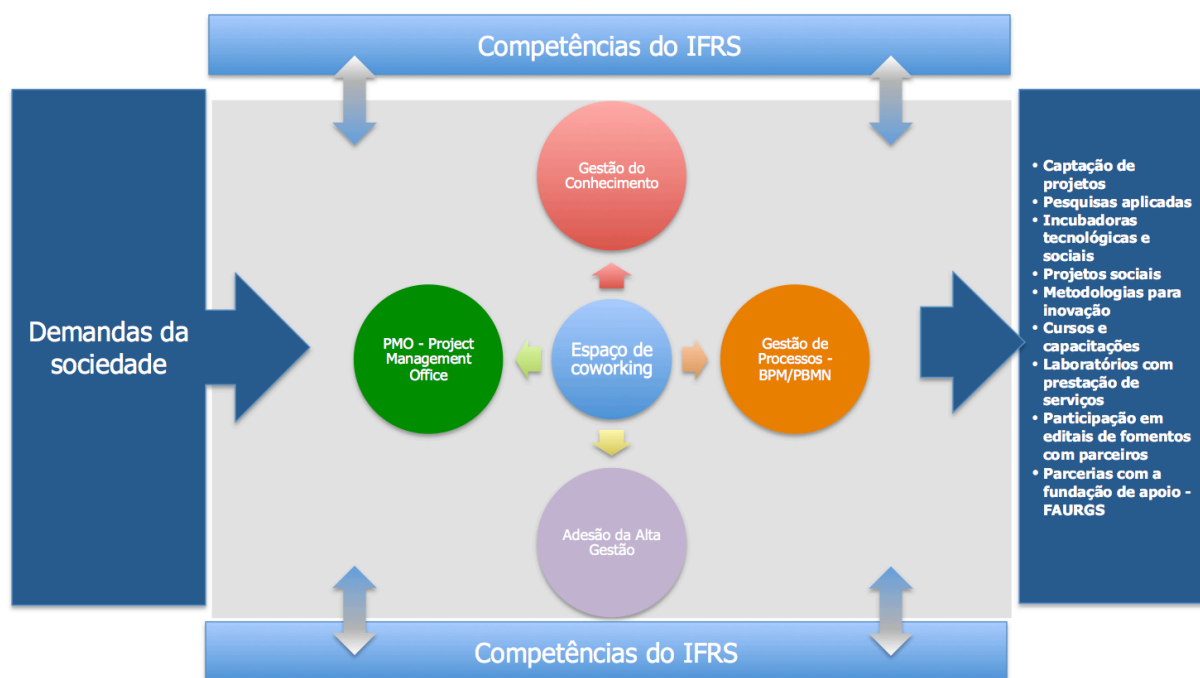 Competências do IFRS
Demandas da
sociedade
Gestão do
Conhecimento
PMO - Project
Management
Office
Espaço de
coworking
Gestão de
Processos -
BPM/PBMN
Adesão da Alta
Gestão
• Captação de
projetos
• Pesquisas aplicadas
• Incubadoras
tecnológicas e
sociais
• Projetos sociais
• Metodologias para
inovação
• Cursos e
capacitações
• Laboratórios com
prestação de
serviços
• Participação em
editais de fomentos
com parceiros
• Parcerias com a
fundação de apoio -
FAURGS
Competências do IFRS